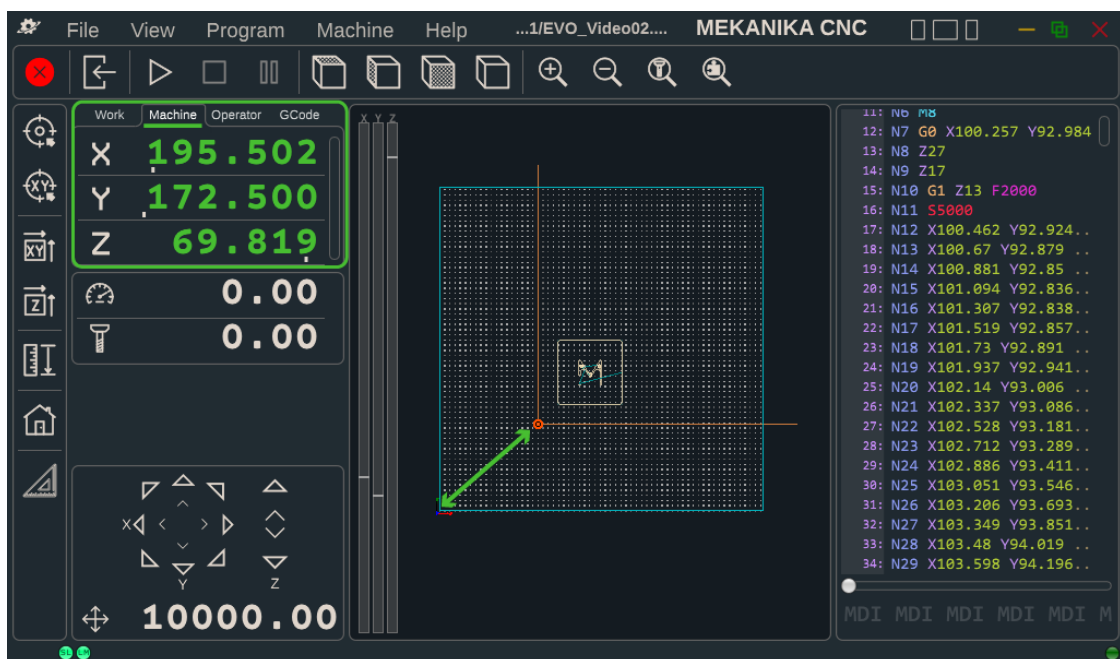 File View Program Machine Help ...1/EVO_Video02.... MEKANIKA CNC
Work Machine Operator GCode
X 195.502
Y 172.500
Z 69.819
0.00
0.00
X
Y
Z
10000.00
X Y Z
XY
XY
Z
M
11: N6 M8
12: N7 G0 X100.257 Y92.984
13: N8 Z27
14: N9 Z17
15: N10 G1 Z13 F2000
16: N11 S5000
17: N12 X100.462 Y92.924..
18: N13 X100.67 Y92.879 ..
19: N14 X100.881 Y92.85 ..
20: N15 X101.094 Y92.836..
21: N16 X101.307 Y92.838..
22: N17 X101.519 Y92.857..
23: N18 X101.73 Y92.891 ..
24: N19 X101.937 Y92.941..
25: N20 X102.14 Y93.006 ..
26: N21 X102.337 Y93.086..
27: N22 X102.528 Y93.181..
28: N23 X102.712 Y93.289..
29: N24 X102.886 Y93.411..
30: N25 X103.051 Y93.546..
31: N26 X103.206 Y93.693..
32: N27 X103.349 Y93.851..
33: N28 X103.48 Y94.019 ..
34: N29 X103.598 Y94.196..
MDI MDI MDI MDI MDI M
SL LM